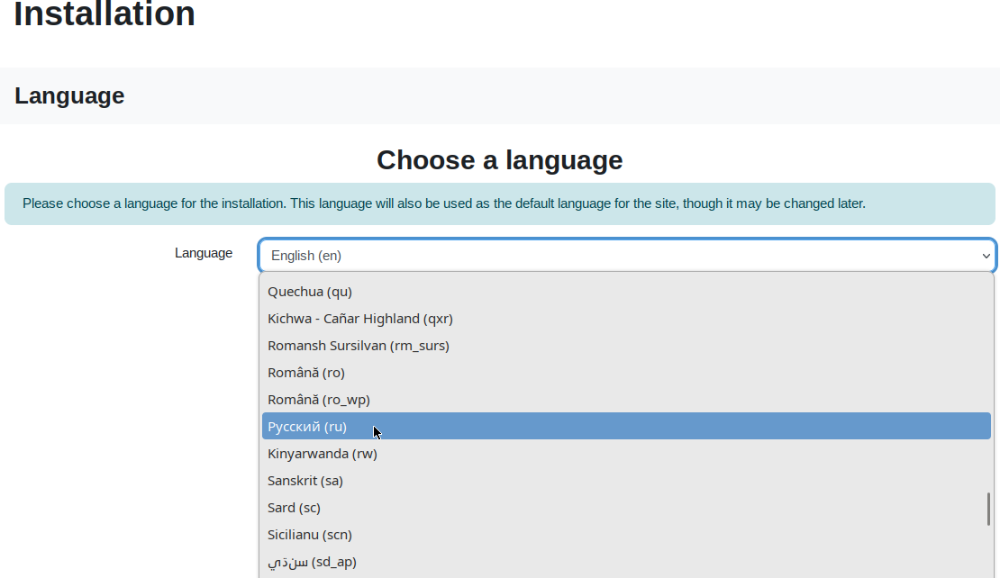 Installation
Language
Choose a language
Please choose a language for the installation. This language will also be used as the default language for the site, though it may be changed later.
Language
English (en)
Quechua (qu)
Kichwa - Cañar Highland (qxr)
Romansh Sursilvan (rm_surs)
Română (ro)
Română (ro_wp)
Русский (ru)
Kinyarwanda (rw)
Sanskrit (sa)
Sard (sc)
Sicilianu (scn)
سنڌي (sd_ap)